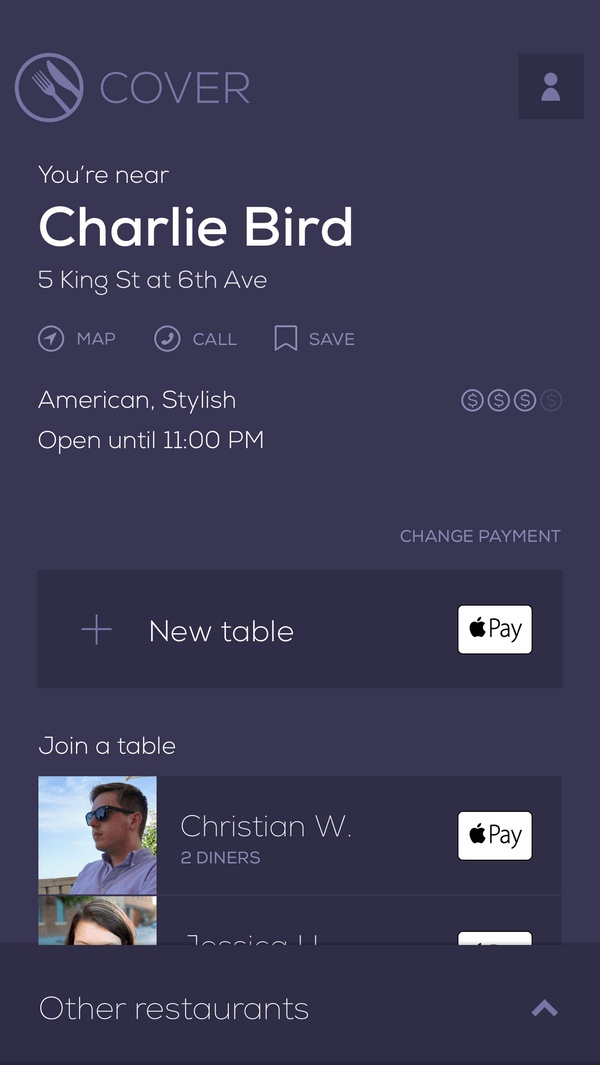 COVER
You’re near
Charlie Bird
5 King St at 6th Ave
MAP CALL SAVE
American, Stylish
$ $ $ $
Open until 11:00 PM
CHANGE PAYMENT
New table
Pay
Join a table
Christian W.
Pay
2 DINERS
Other restaurants